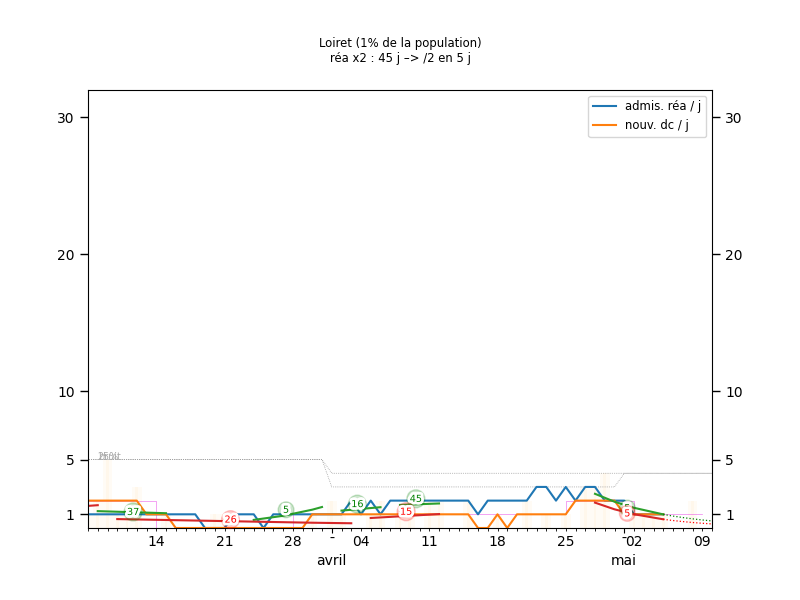 Loiret (1% de la population)
réa x2 : 45 j –> /2 en 5 j
admis. réa / j
nouv. dc / j
30 30
20 20
10 10
5 5
1 1
37
26
5
16
45
15
5
14 21 28 - 04 11 18 25 -02 09
avril mai